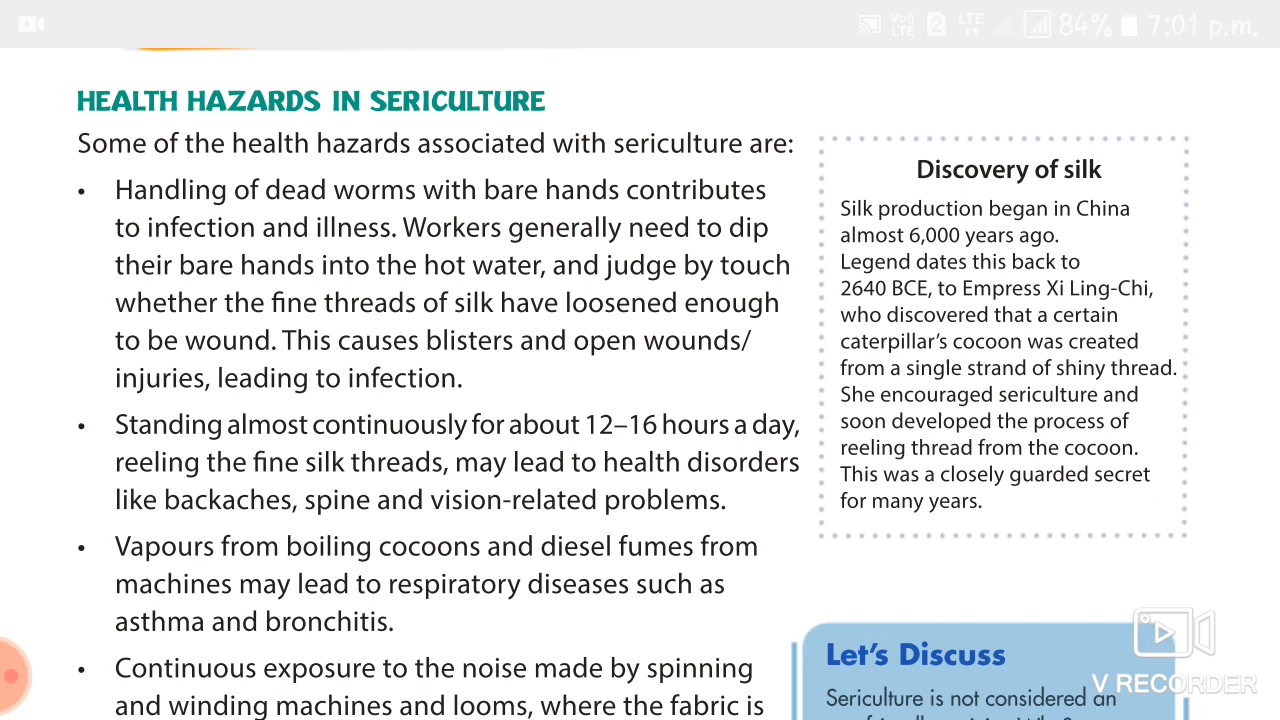 Vo) LTE 2 LTE 84% 7:01 p.m.
HEALTH HAZARDS IN SERICULTURE
Some of the health hazards associated with sericulture are:
• Handling of dead worms with bare hands contributes
to infection and illness. Workers generally need to dip
their bare hands into the hot water, and judge by touch
whether the fine threads of silk have loosened enough
to be wound. This causes blisters and open wounds/
injuries, leading to infection.
• Standing almost continuously for about 12–16 hours a day,
reeling the fine silk threads, may lead to health disorders
like backaches, spine and vision-related problems.
• Vapours from boiling cocoons and diesel fumes from
machines may lead to respiratory diseases such as
asthma and bronchitis.
• Continuous exposure to the noise made by spinning
and winding machines and looms, where the fabric is
Discovery of silk
Silk production began in China
almost 6,000 years ago.
Legend dates this back to
2640 BCE, to Empress Xi Ling-Chi,
who discovered that a certain
caterpillar's cocoon was created
from a single strand of shiny thread.
She encouraged sericulture and
soon developed the process of
reeling thread from the cocoon.
This was a closely guarded secret
for many years.
Let's Discuss
Sericulture is not considered an
V RECORDER